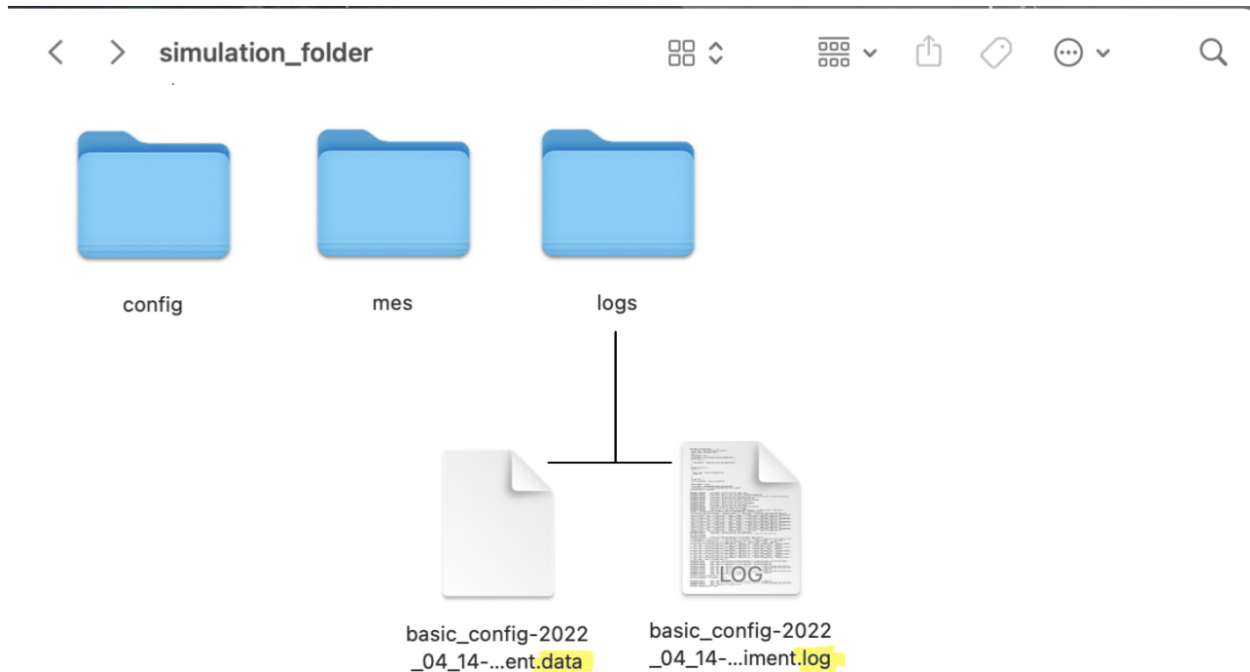 simulation_folder
config
mes
logs
LOG
basic_config-2022
_04_14-...ent.data
basic_config-2022
_04_14-...iment.log